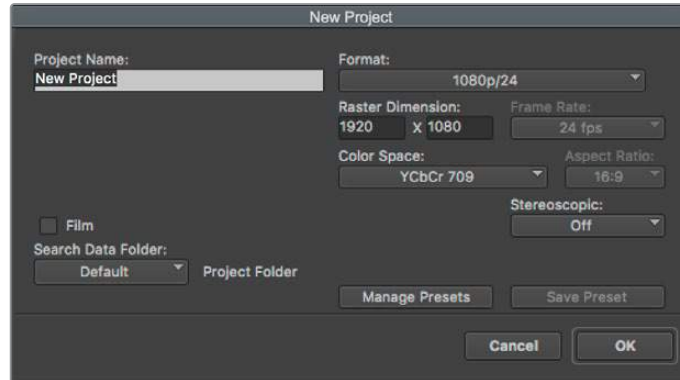 New Project
Project Name:
New Project
Format:
1080p/24
Raster Dimension:
1920 X 1080
Frame Rate:
24 fps
Color Space:
YCbCr 709
Aspect Ratio:
16:9
Stereoscopic:
Off
Film
Search Data Folder:
Default
Project Folder
Manage Presets
Save Preset
Cancel
OK